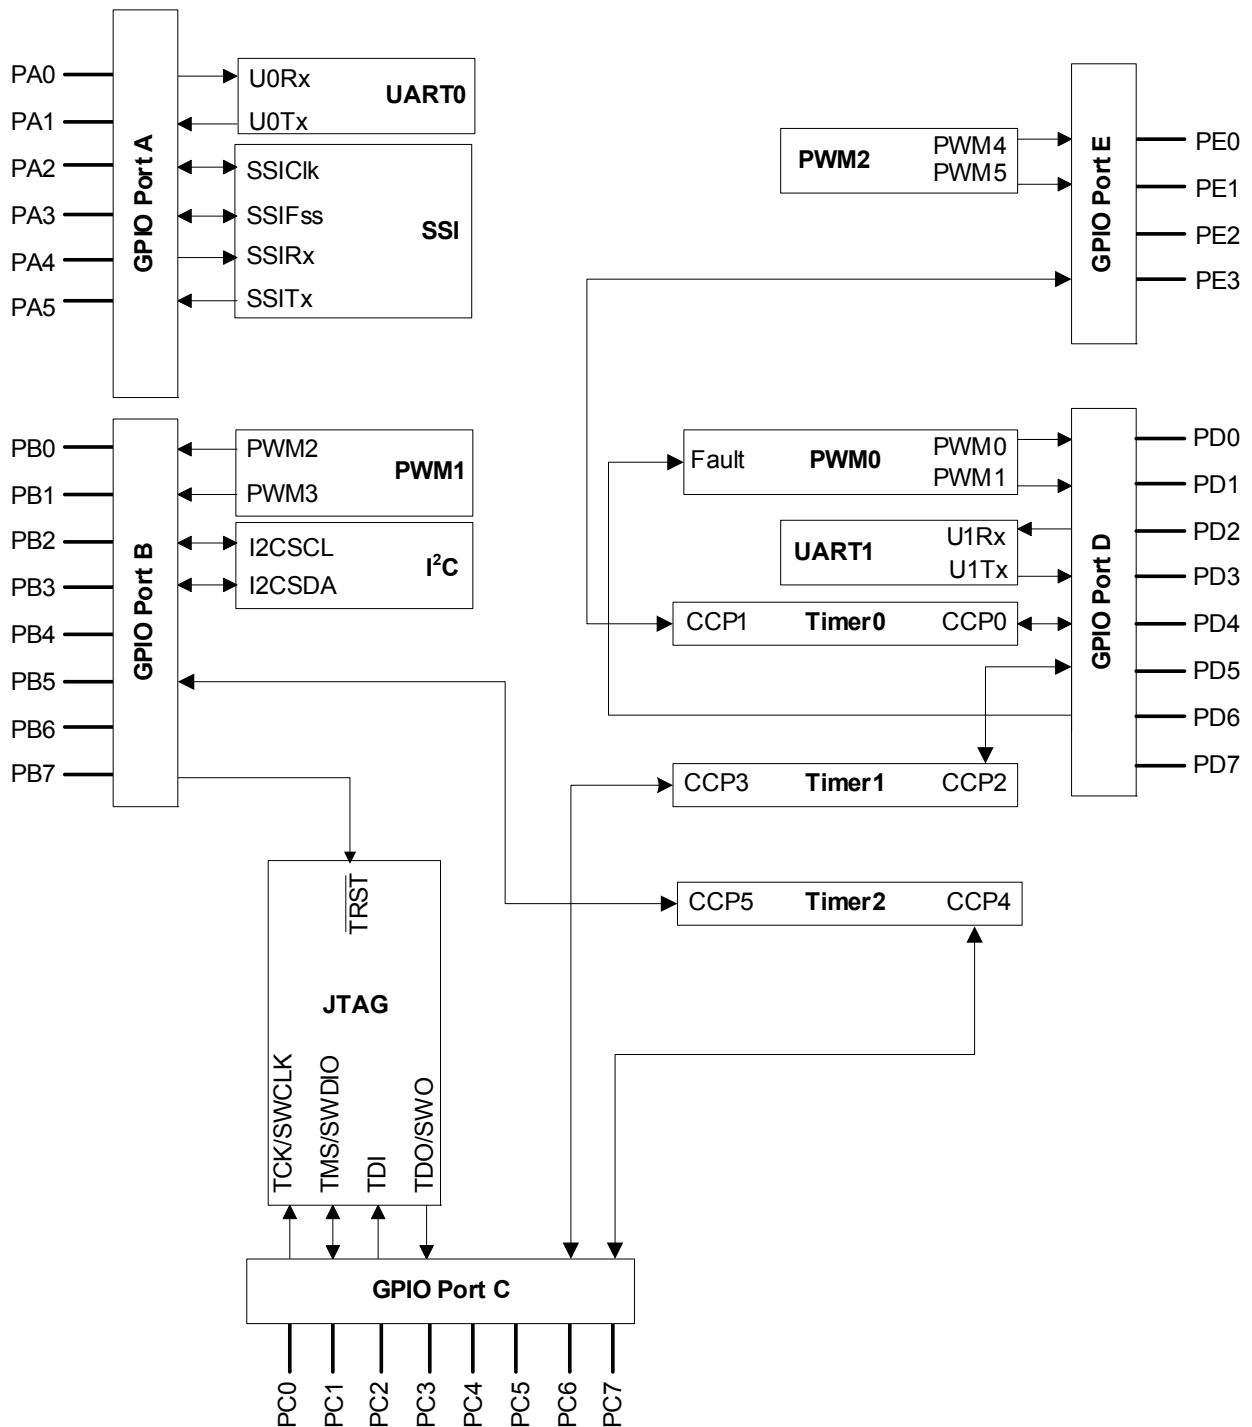 PA0
PA1
PA2
PA3
PA4
PA5
GPIO Port A
U0Rx
U0Tx
UART0
SSIClk
SSIFss
SSIRx
SSITx
SSI
PB0
PB1
PB2
PB3
PB4
PB5
PB6
PB7
GPIO Port B
PWM2
PWM3
PWM1
I2CSCL
I2CSDA
I²C
PWM2
PWM4
PWM5
GPIO Port E
PE0
PE1
PE2
PE3
Fault
PWM0
PWM0
PWM1
UART1
U1Rx
U1Tx
CCP1
Timer0
CCP0
GPIO Port D
PD0
PD1
PD2
PD3
PD4
PD5
PD6
PD7
CCP3
Timer1
CCP2
CCP5
Timer2
CCP4
TRST
JTAG
TCK/SWCLK
TMS/SWDIO
TDI
TDO/SWO
GPIO Port C
PC0
PC1
PC2
PC3
PC4
PC5
PC6
PC7